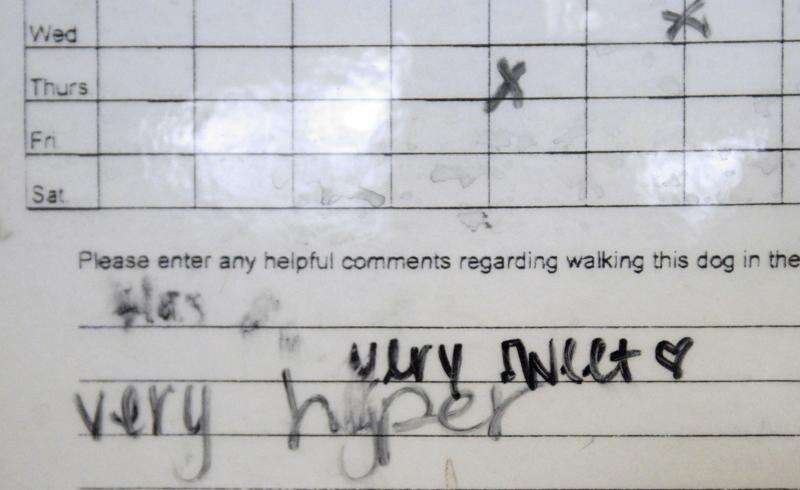 Wed
Thurs
Fri
Sat
Please enter any helpful comments regarding walking this dog in the
very sweet
very hyper